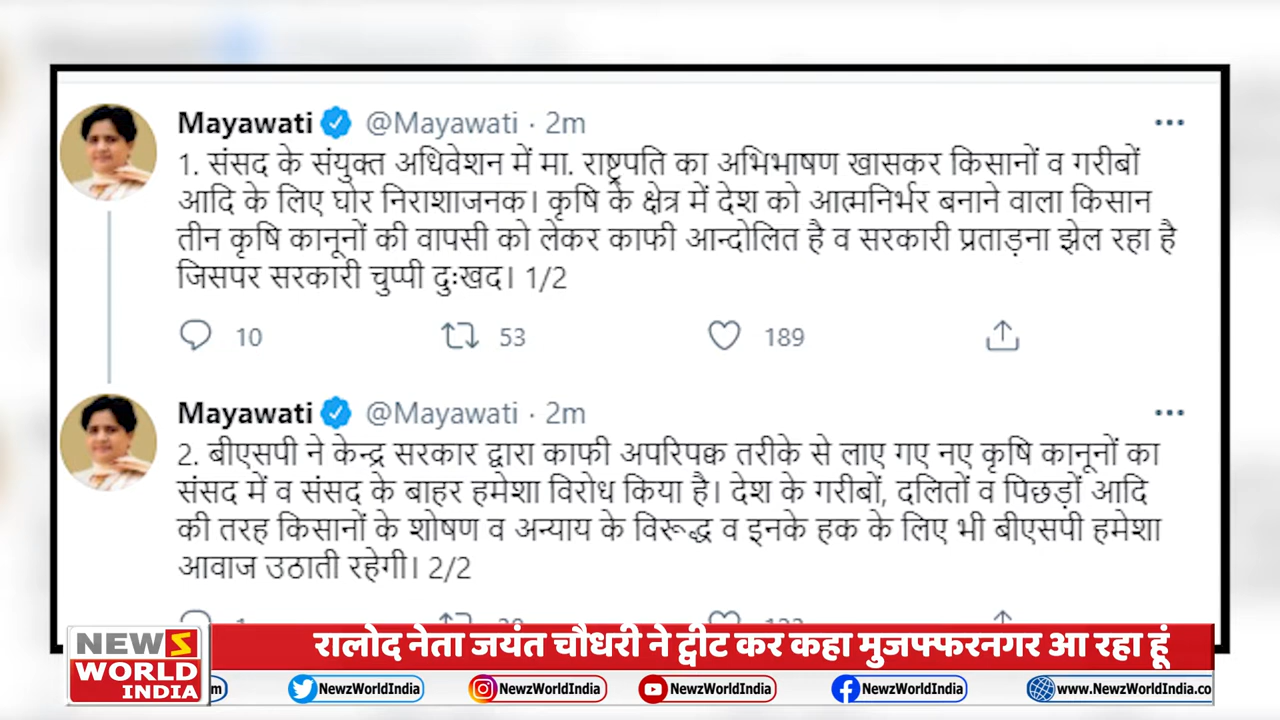 Mayawati @Mayawati · 2m
1. संसद के संयुक्त अधिवेशन में मा. राष्ट्रपति का अभिभाषण खासकर किसानों व गरीबों
आदि के लिए घोर निराशाजनक। कृषि के क्षेत्र में देश को आत्मनिर्भर बनाने वाला किसान
तीन कृषि कानूनों की वापसी को लेकर काफी आन्दोलित है व सरकारी प्रताड़ना झेल रहा है
जिसपर सरकारी चुप्पी दुःखद। 1/2
10 53 189
Mayawati @Mayawati · 2m
2. बीएसपी ने केन्द्र सरकार द्वारा काफी अपरिपक्व तरीके से लाए गए नए कृषि कानूनों का
संसद में व संसद के बाहर हमेशा विरोध किया है। देश के गरीबों, दलितों व पिछड़ों आदि
की तरह किसानों के शोषण व अन्याय के विरूद्ध व इनके हक के लिए भी बीएसपी हमेशा
आवाज उठाती रहेगी। 2/2
रालोद नेता जयंत चौधरी ने ट्वीट कर कहा मुजफ्फरनगर आ रहा हूं
NEWS
WORLD
INDIA
NewzWorldIndia NewzWorldIndia NewzWorldIndia NewzWorldIndia www.NewzWorldIndia.co